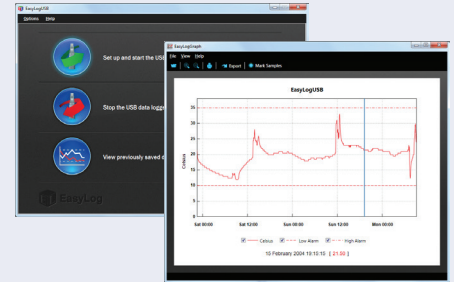 EasyLogUSB
Options Help
Set up and start the USB
Stop the USB data logge
View previously saved d
EasyLog
EasyLogGraph
File View Help
Export Mark Samples
EasyLogUSB
Celsius
35
30
25
20
15
10
5
0
Sat 00:00 Sat 12:00 Sun 00:00 Sun 12:00 Mon 00:00
Celsius Low Alarm High Alarm
15 February 2004 19:10:10 [ 21.50 ]